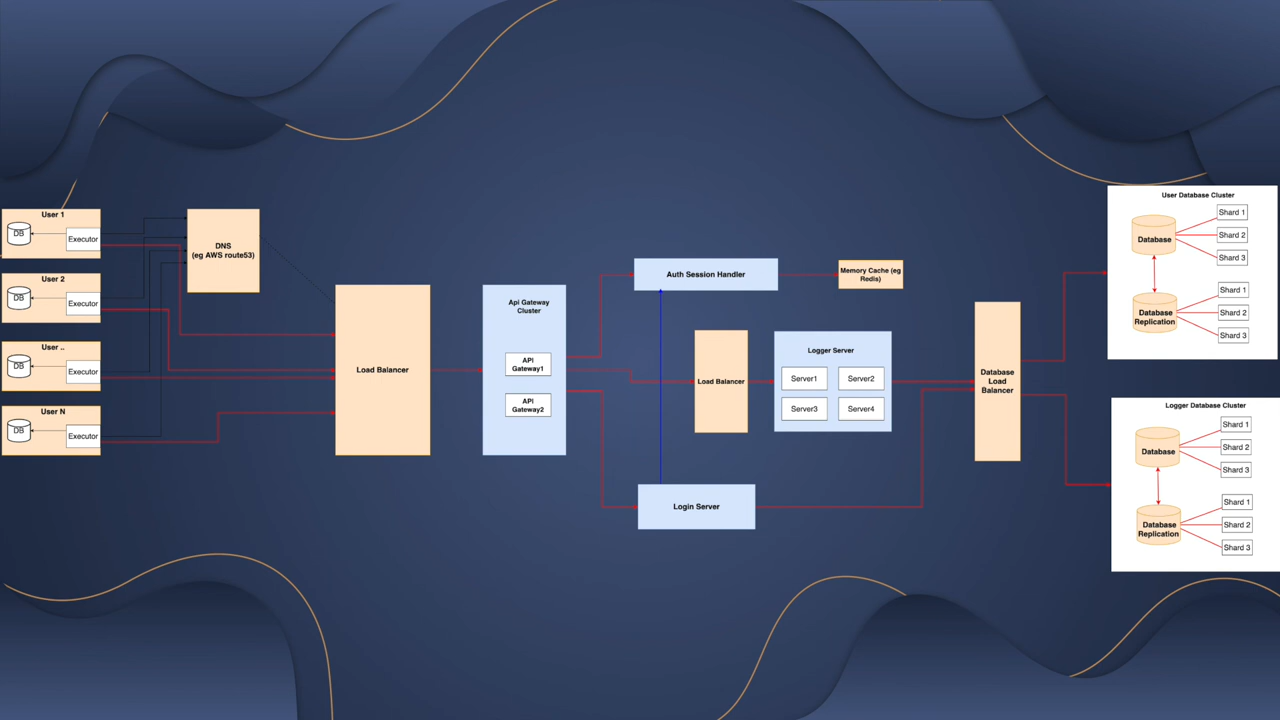 User 1
DB
Executor
User 2
DB
Executor
User ..
DB
Executor
User N
DB
Executor
DNS
(eg AWS route53)
Load Balancer
Api Gateway
Cluster
API
Gateway1
API
Gateway2
Auth Session Handler
Memory Cache (eg
Redis)
Load Balancer
Logger Server
Server1
Server2
Server3
Server4
Login Server
Database
Load
Balancer
User Database Cluster
Database
Shard 1
Shard 2
Shard 3
Database
Replication
Shard 1
Shard 2
Shard 3
Logger Database Cluster
Database
Shard 1
Shard 2
Shard 3
Database
Replication
Shard 1
Shard 2
Shard 3